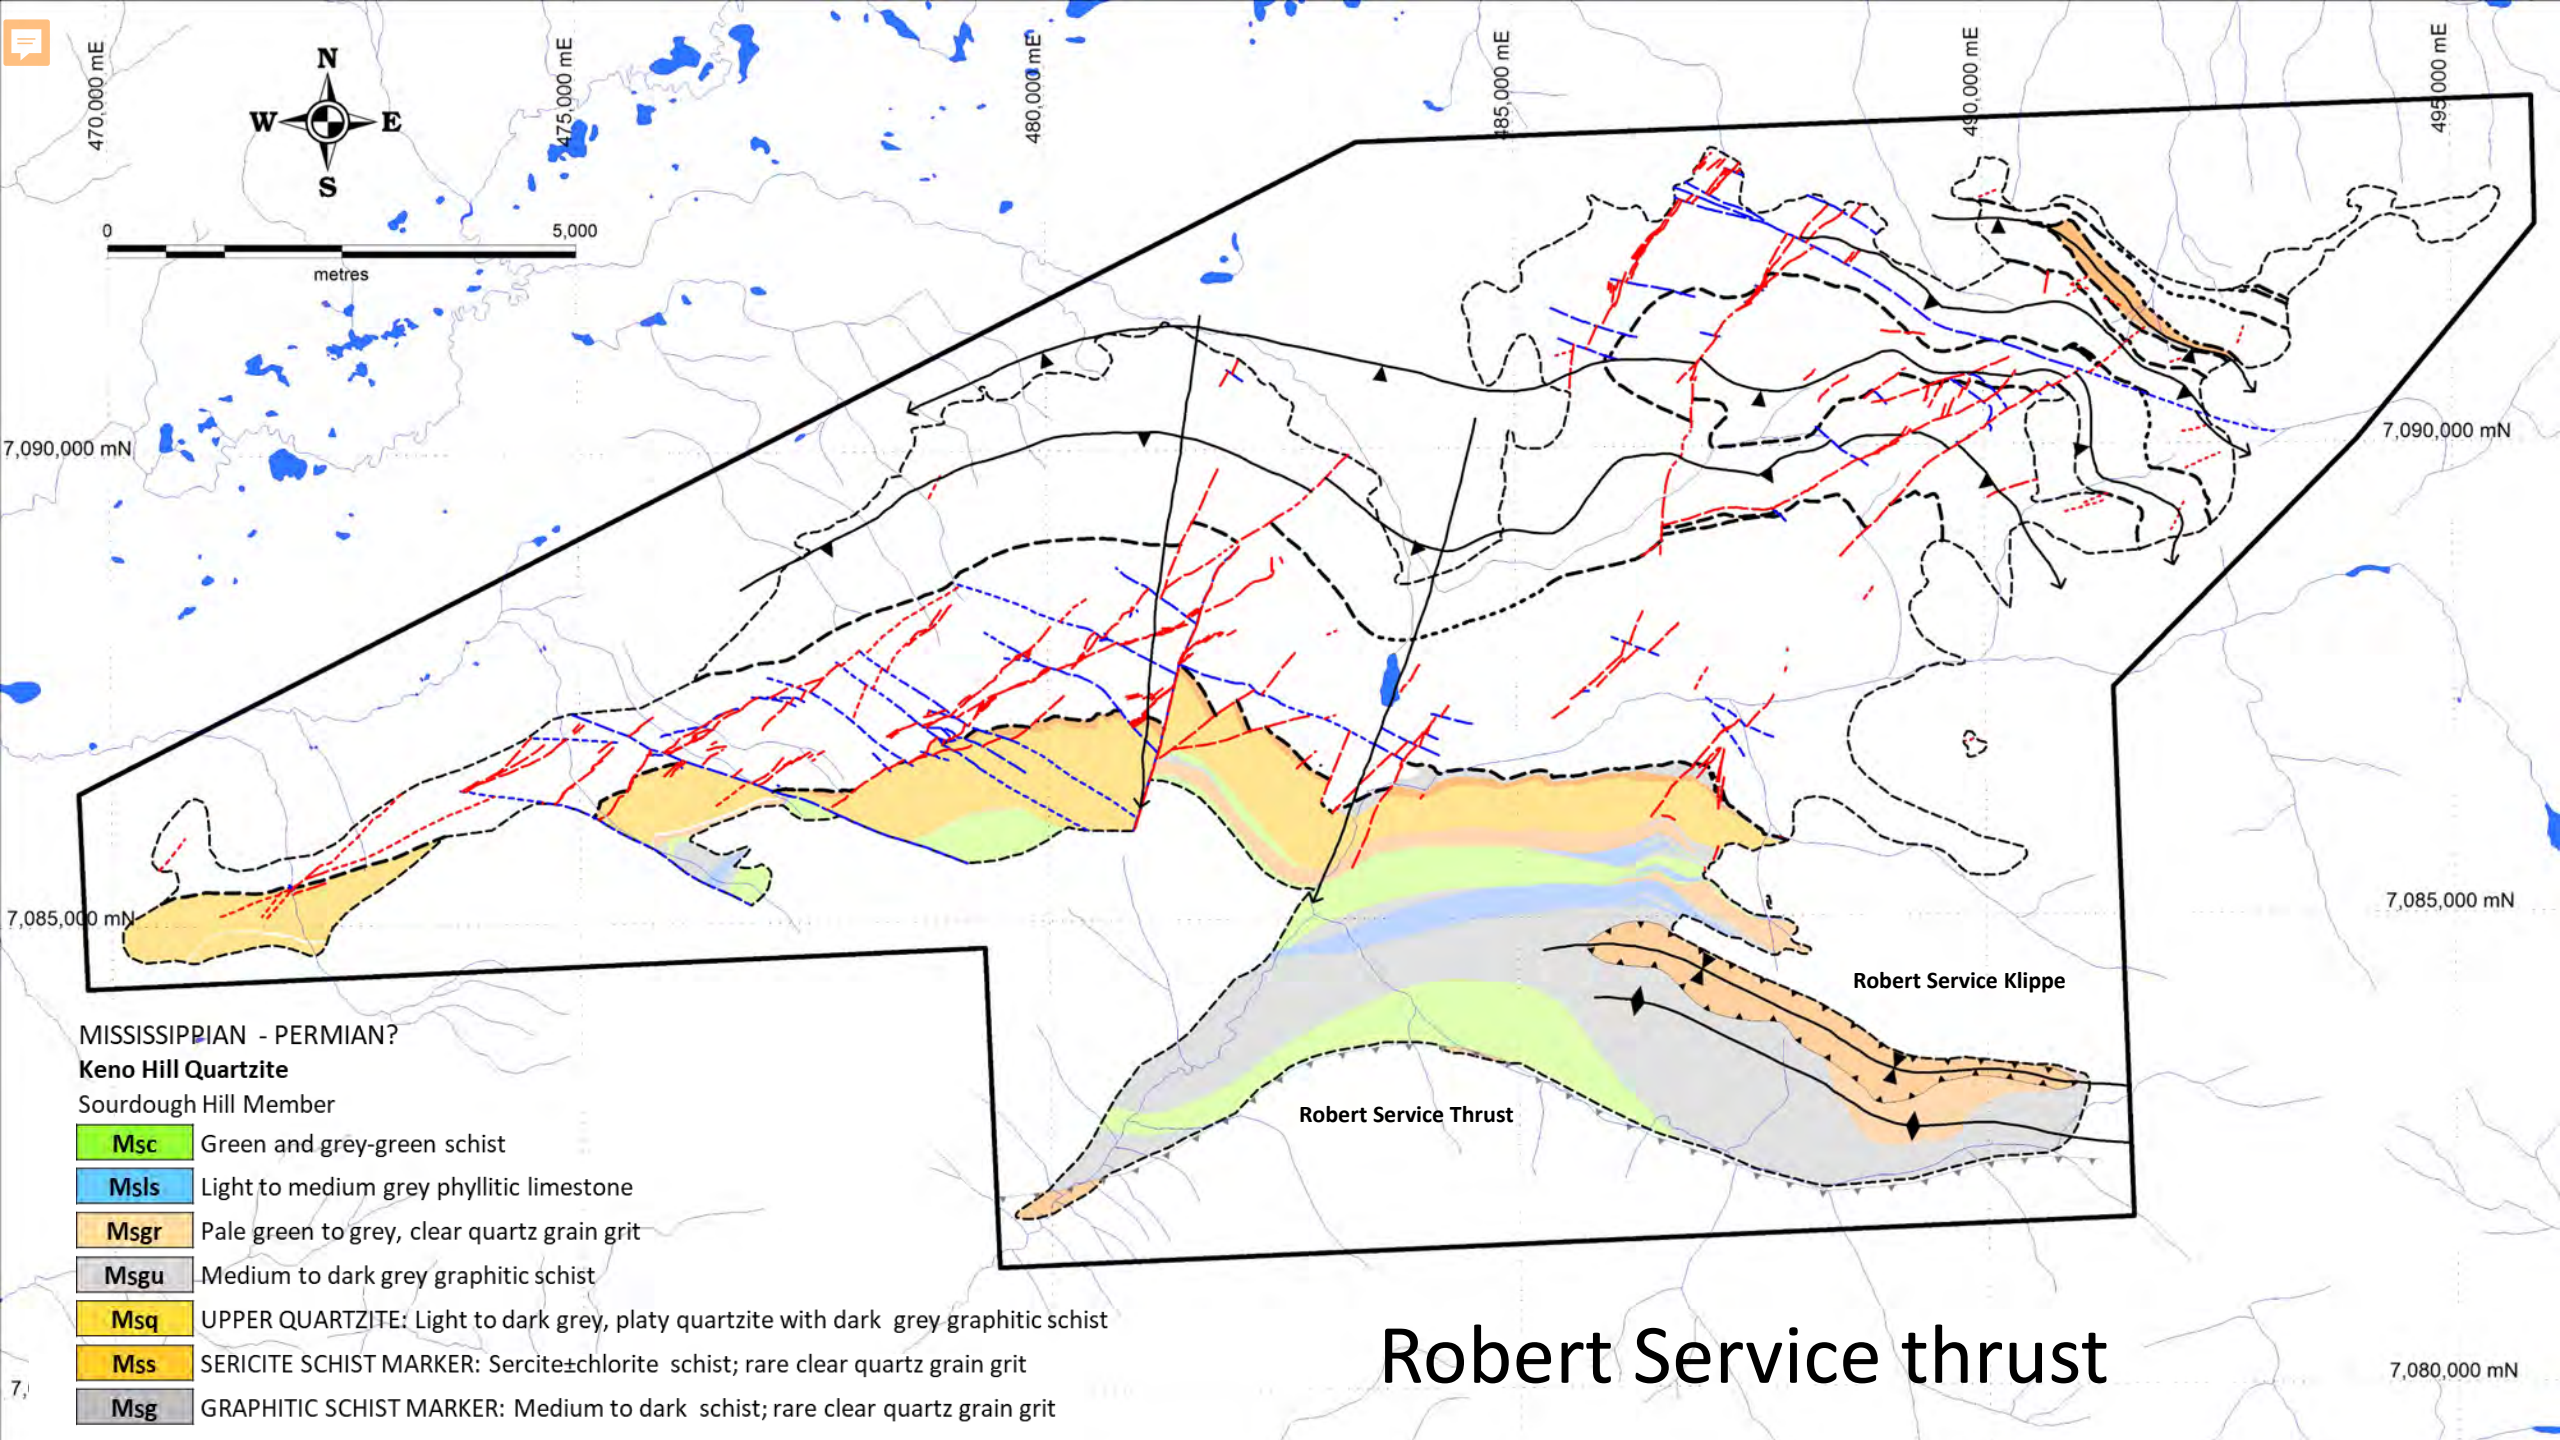 470,000 mE
475,000 mE
480,000 mE
485,000 mE
490,000 mE
495,000 mE
N
W E
S
0 5,000
metres
7,090,000 mN
7,090,000 mN
7,085,000 mN
7,085,000 mN
Robert Service Klippe
Robert Service Thrust
MISSISSIPPIAN - PERMIAN?
Keno Hill Quartzite
Sourdough Hill Member
Msc Green and grey-green schist
Msls Light to medium grey phyllitic limestone
Msgr Pale green to grey, clear quartz grain grit
Msgu Medium to dark grey graphitic schist
Msq UPPER QUARTZITE: Light to dark grey, platy quartzite with dark grey graphitic schist
Mss SERICITE SCHIST MARKER: Sercite±chlorite schist; rare clear quartz grain grit
Msg GRAPHITIC SCHIST MARKER: Medium to dark schist; rare clear quartz grain grit
Robert Service thrust
7,080,000 mN
7,